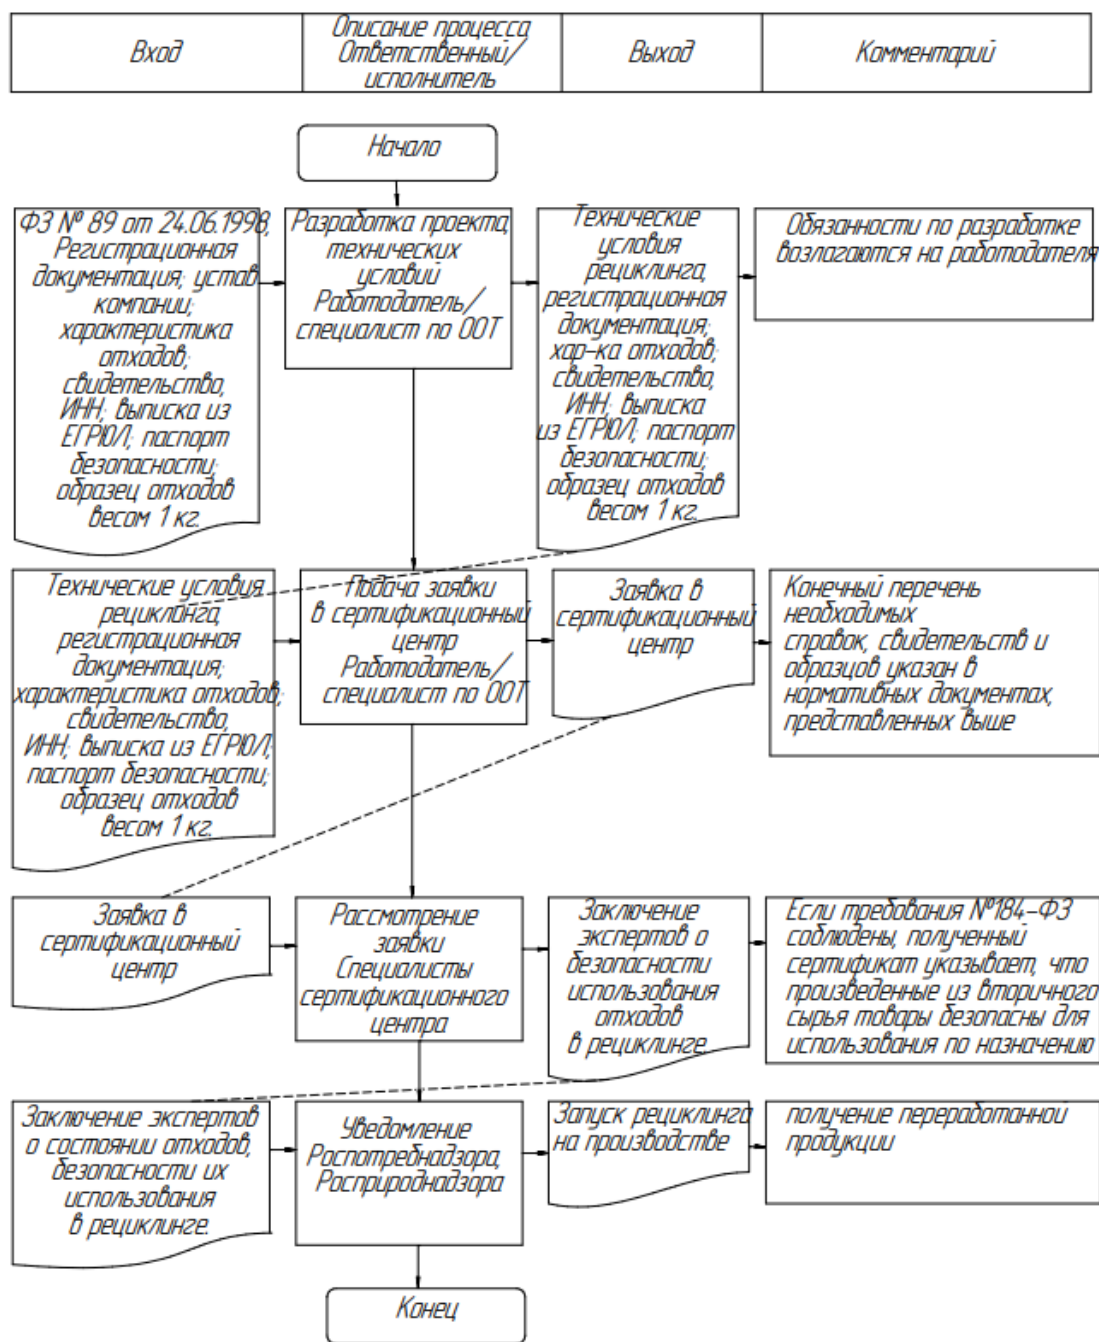 Вход
Описание процесса
Ответственный/
исполнитель
Выход
Комментарий
Начало
ФЗ № 89 от 24.06.1998,
Регистрационная
документация; устав
компании;
характеристика
отходов;
свидетельство,
ИНН; выписка из
ЕГРЮЛ; паспорт
безопасности;
образец отходов
весом 1 кг.
Разработка проекта,
технических
условий
Работодатель/
специалист по ООТ
Технические
условия
рециклинга,
регистрационная
документация;
хар-ка отходов;
свидетельство,
ИНН; выписка
из ЕГРЮЛ; паспорт
безопасности;
образец отходов
весом 1 кг.
Обязанности по разработке
возлагаются на работодателя
Технические условия
рецикланга,
регистрационная
документация;
характеристика отходов;
свидетельство,
ИНН; выписка из ЕГРЮЛ;
паспорт безопасности;
образец отходов
весом 1 кг.
Подача заявки
в сертификационный
центр
Работодатель/
специалист по ООТ
Заявка в
сертификационный
центр
Конечный перечень
необходимых
справок, свидетельств и
образцов указан в
нормативных документах,
представленных выше
Заявка в
сертификационный
центр
Рассмотрение
заявки
Специалисты
сертификационного
центра
Заключение
экспертов о
безопасности
использования
отходов
в рециклинге.
Если требования №184-ФЗ
соблюдены, полученный
сертификат указывает, что
произведенные из вторичного
сырья товары безопасны для
использования по назначению
Заключение экспертов
о состоянии отходов,
безопасности их
использования
в рециклинге.
Уведомление
Роспотребнадзора,
Росприроднадзора
Запуск рециклинга
на производстве
получение переработанной
продукции
Конец